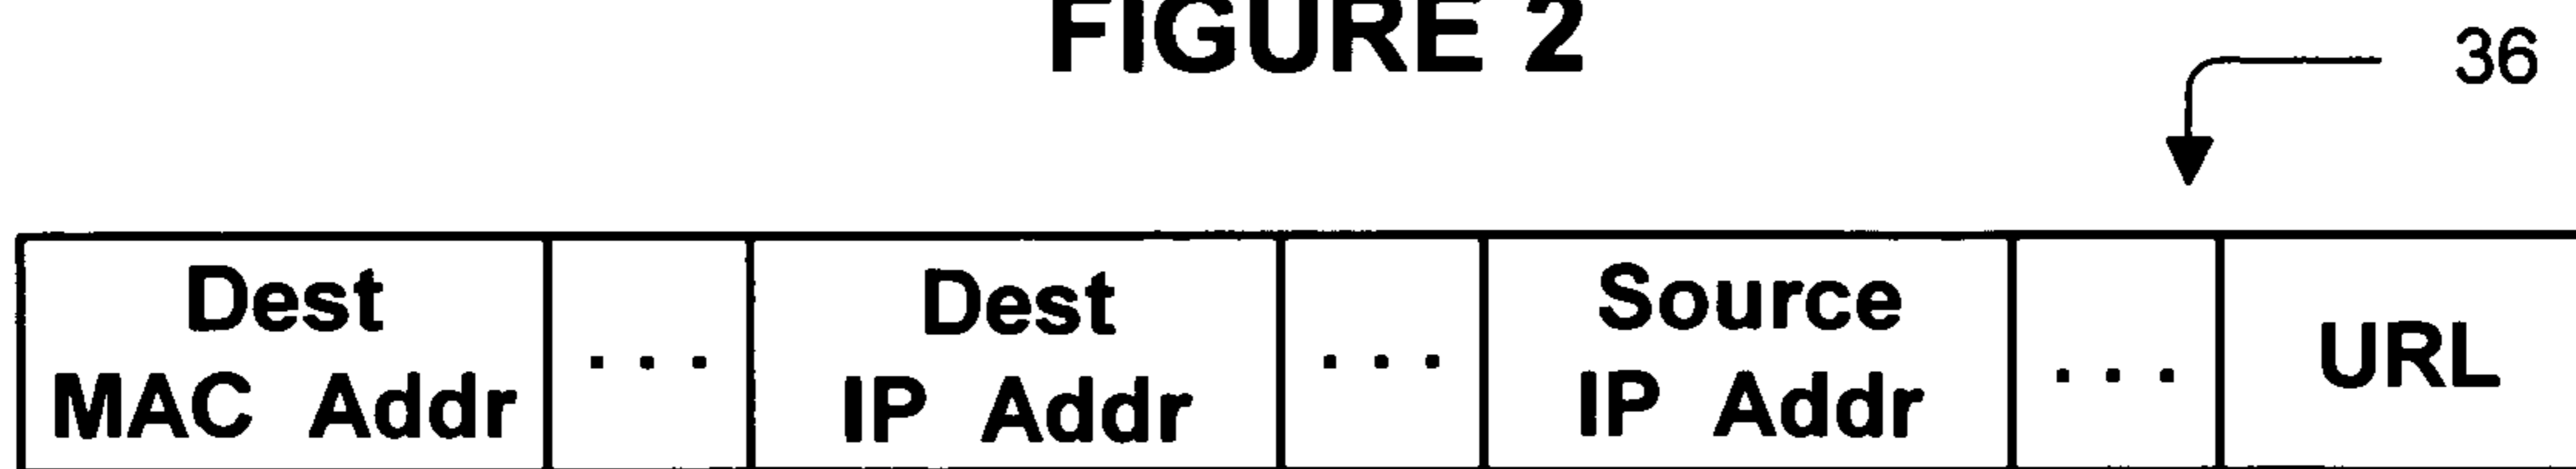 FIGURE 2
36
Dest
MAC Addr
...
Dest
IP Addr
...
Source
IP Addr
...
URL